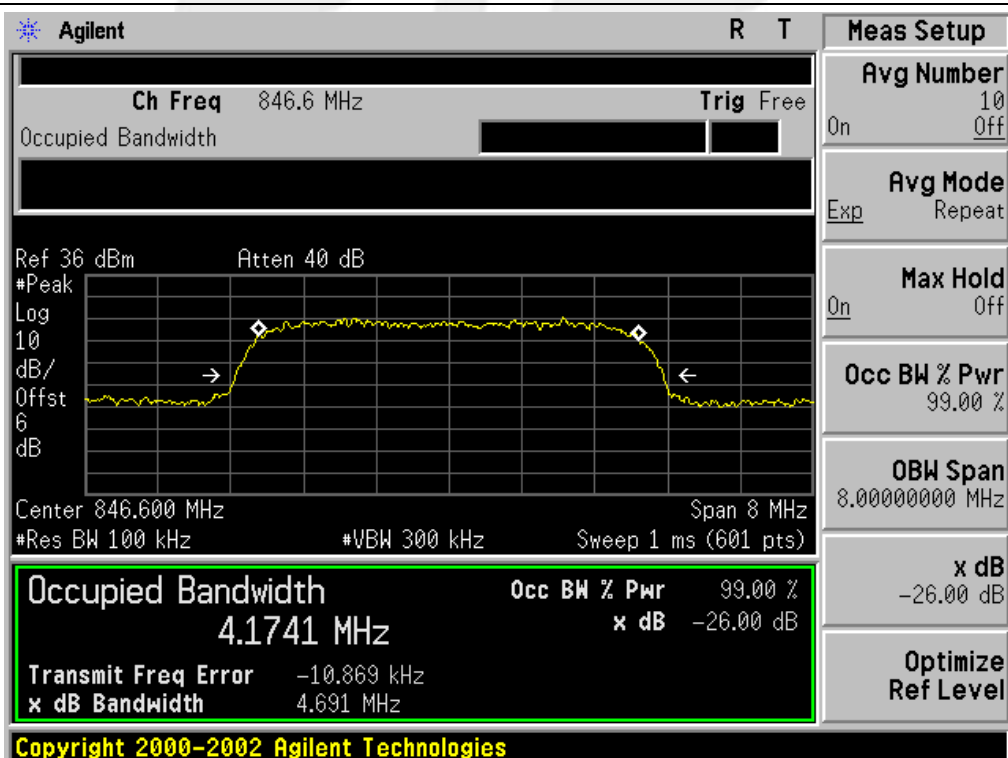 Agilent R T
Ch Freq 846.6 MHz Trig Free
Occupied Bandwidth
Ref 36 dBm Atten 40 dB
#Peak
Log
10
dB/
Offst
6
dB
Center 846.600 MHz Span 8 MHz
#Res BW 100 kHz #VBW 300 kHz Sweep 1 ms (601 pts)
Occupied Bandwidth Occ BW % Pwr 99.00 %
4.1741 MHz x dB -26.00 dB
Transmit Freq Error -10.869 kHz
x dB Bandwidth 4.691 MHz
Copyright 2000-2002 Agilent Technologies
Meas Setup
Avg Number
10
On Off
Avg Mode
Exp Repeat
Max Hold
On Off
Occ BW % Pwr
99.00 %
OBW Span
8.00000000 MHz
x dB
-26.00 dB
Optimize
Ref Level